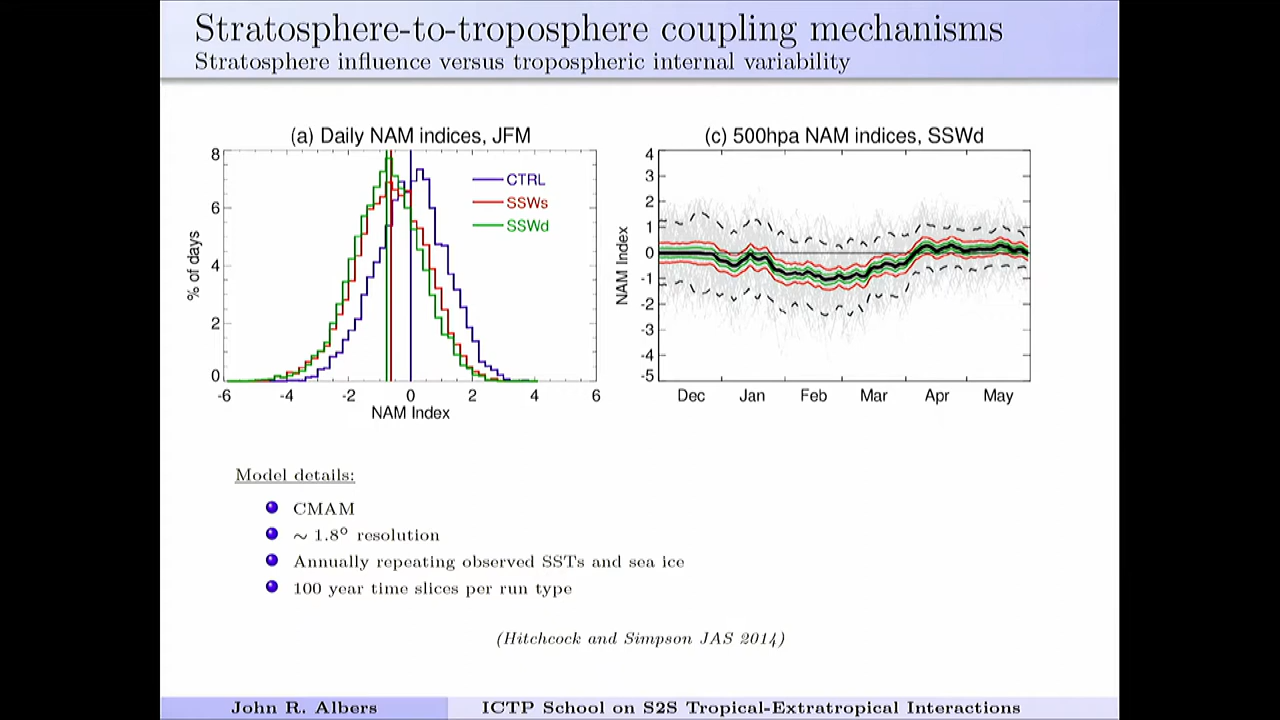 Stratosphere-to-troposphere coupling mechanisms
Stratosphere influence versus tropospheric internal variability
(a) Daily NAM indices, JFM
% of days
8
6
4
2
0
CTRL
SSWs
SSWd
-6 -4 -2 0 2 4 6
NAM Index
(c) 500hpa NAM indices, SSWd
NAM Index
4
3
2
1
0
-1
-2
-3
-4
-5
Dec Jan Feb Mar Apr May
Model details:
CMAM
~ 1.8° resolution
Annually repeating observed SSTs and sea ice
100 year time slices per run type
(Hitchcock and Simpson JAS 2014)
John R. Albers ICTP School on S2S Tropical-Extratropical Interactions